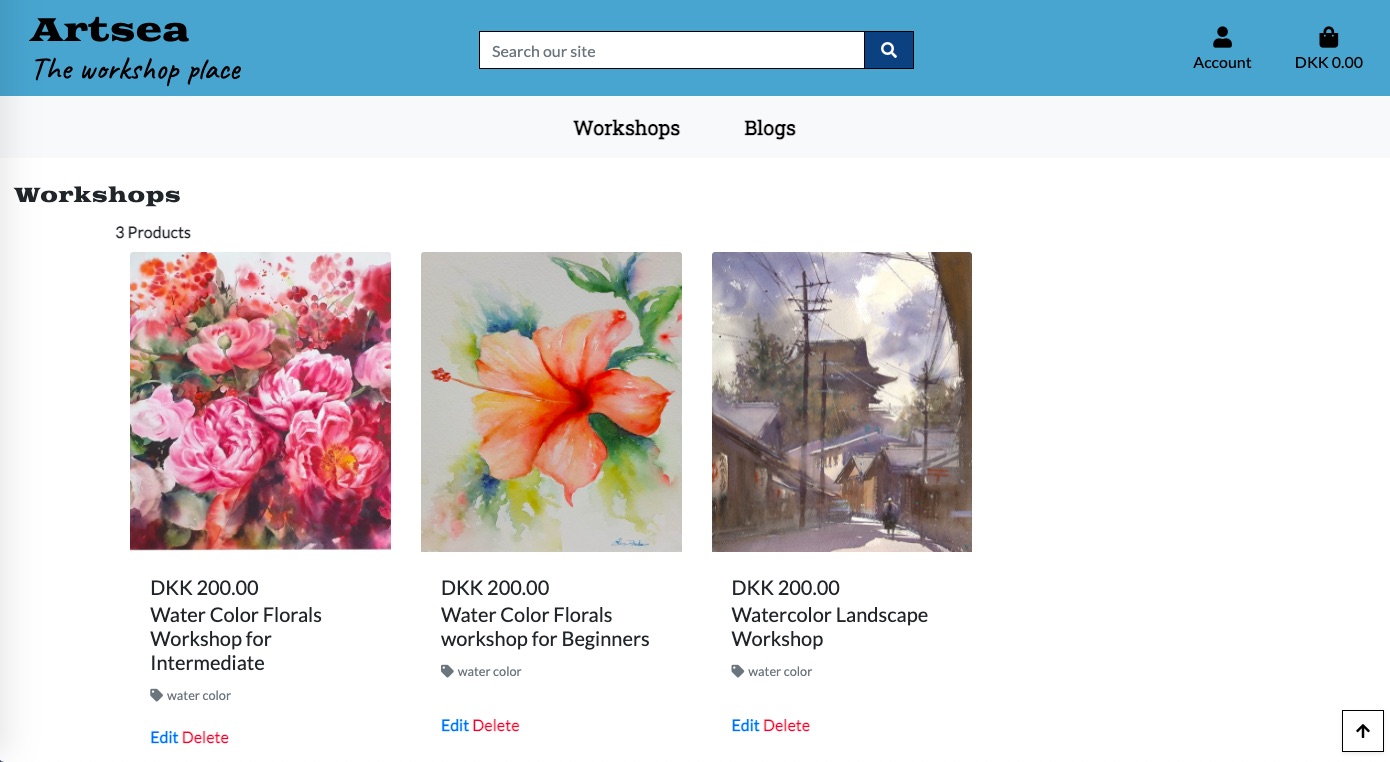 Artsea
The workshop place
Search our site
Account
DKK 0.00
Workshops
Blogs
Workshops
3 Products
DKK 200.00
Water Color Florals
Workshop for
Intermediate
water color
Edit Delete
DKK 200.00
Water Color Florals
workshop for Beginners
water color
Edit Delete
DKK 200.00
Watercolor Landscape
Workshop
water color
Edit Delete